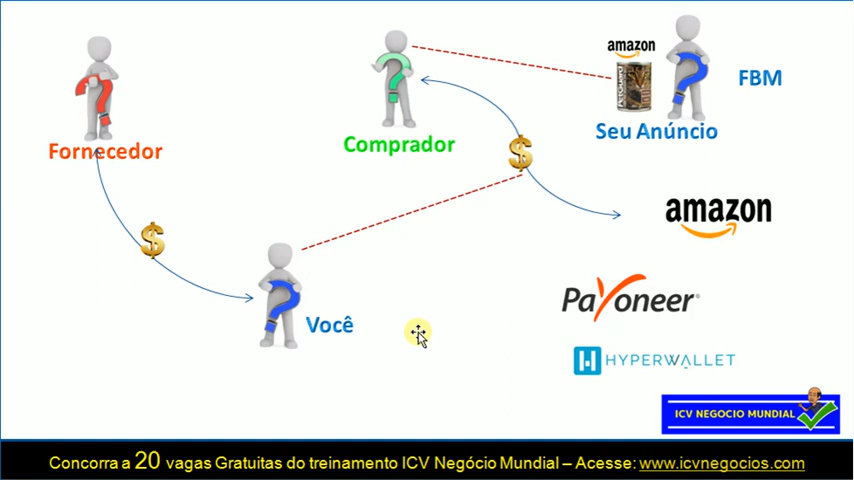 amazon
PetGuard
FBM
Seu Anúncio
Comprador
Fornecedor
$
amazon
$
Payoneer
Você
HYPERWALLET
ICV NEGOCIO MUNDIAL
Concorra a 20 vagas Gratuitas do treinamento ICV Negócio Mundial – Acesse: www.icvnegocios.com